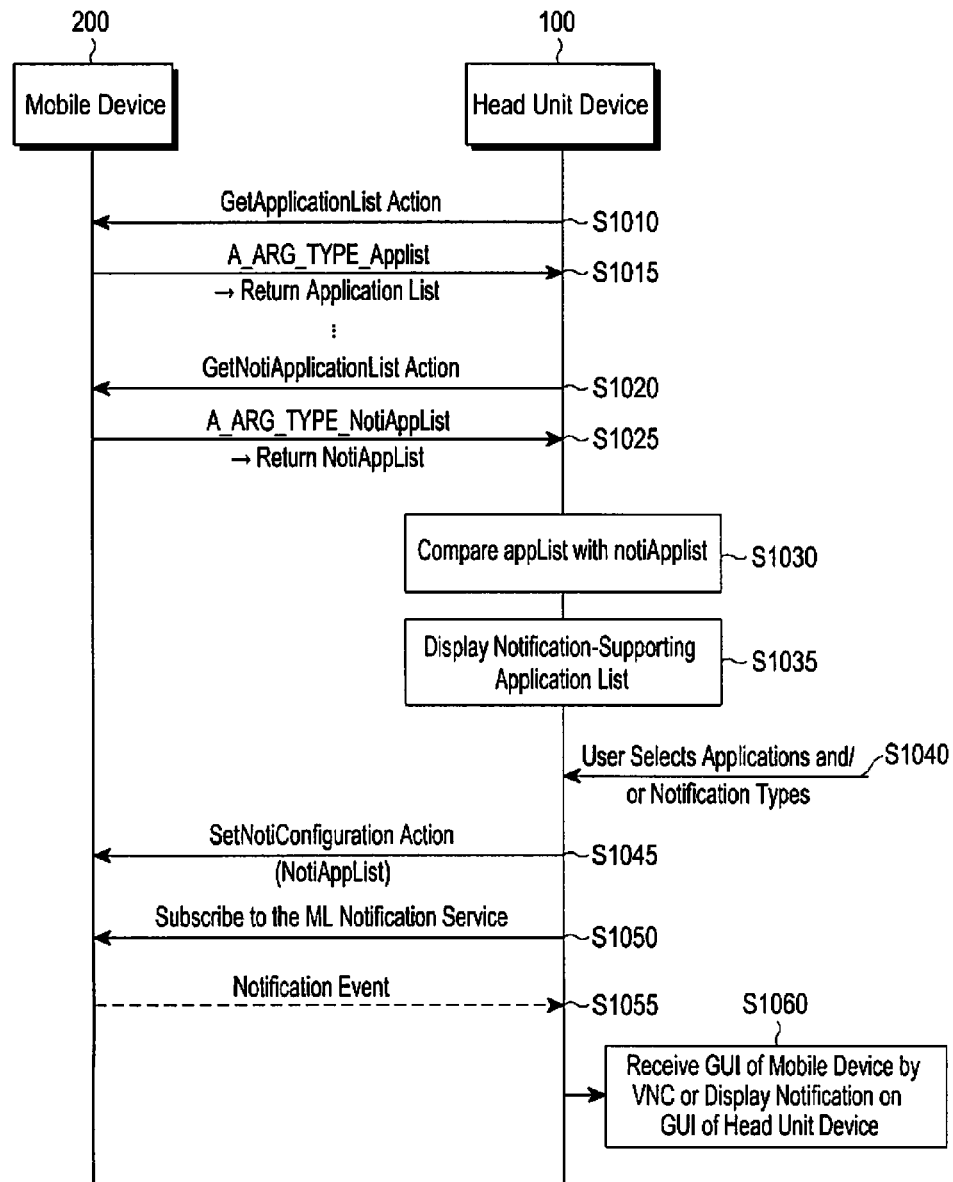 200
100
Mobile Device
Head Unit Device
GetApplicationList Action
S1010
A_ARG_TYPE_Applist
S1015
→ Return Application List
⋮
GetNotiApplicationList Action
S1020
A_ARG_TYPE_NotiAppList
S1025
→ Return NotiAppList
Compare appList with notiApplist
S1030
Display Notification-Supporting
Application List
S1035
User Selects Applications and/
or Notification Types
S1040
SetNotiConfiguration Action
(NotiAppList)
S1045
Subscribe to the ML Notification Service
S1050
Notification Event
S1055
S1060
Receive GUI of Mobile Device by
VNC or Display Notification on
GUI of Head Unit Device